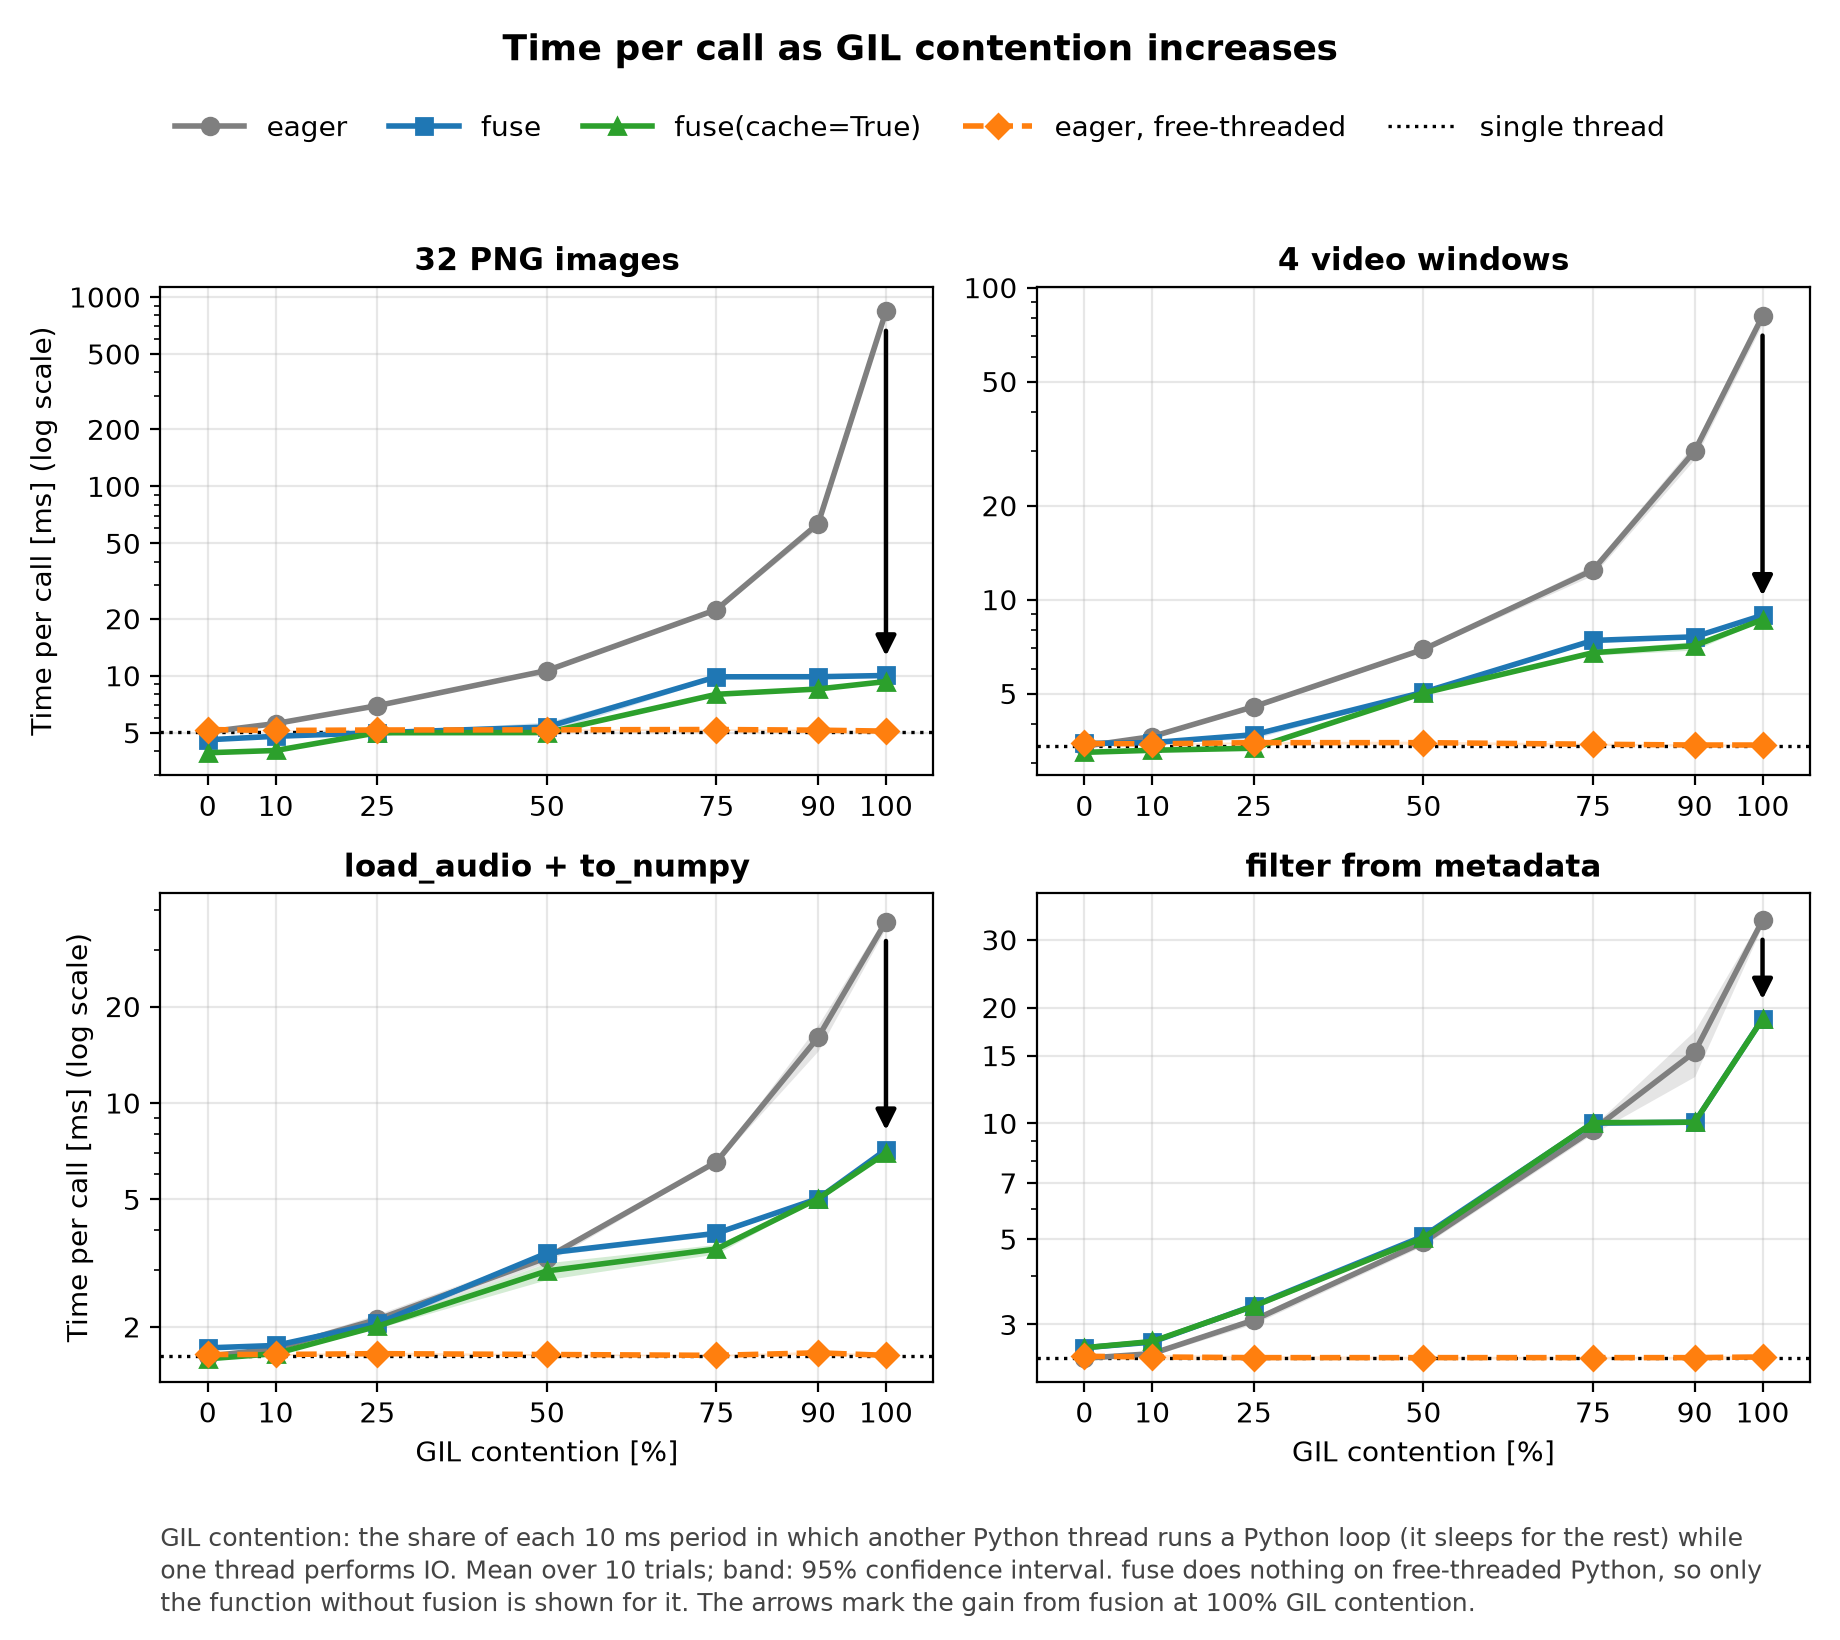 Time per call as GIL contention increases
eager
fuse
fuse(cache=True)
eager, free-threaded
single thread
32 PNG images
Time per call [ms] (log scale)
1000
500
200
100
50
20
10
5
0 10 25 50 75 90 100
4 video windows
100
50
20
10
5
0 10 25 50 75 90 100
load_audio + to_numpy
Time per call [ms] (log scale)
20
10
5
2
0 10 25 50 75 90 100
GIL contention [%]
filter from metadata
30
20
15
10
7
5
3
0 10 25 50 75 90 100
GIL contention [%]
GIL contention: the share of each 10 ms period in which another Python thread runs a Python loop (it sleeps for the rest) while
one thread performs IO. Mean over 10 trials; band: 95% confidence interval. fuse does nothing on free-threaded Python, so only
the function without fusion is shown for it. The arrows mark the gain from fusion at 100% GIL contention.